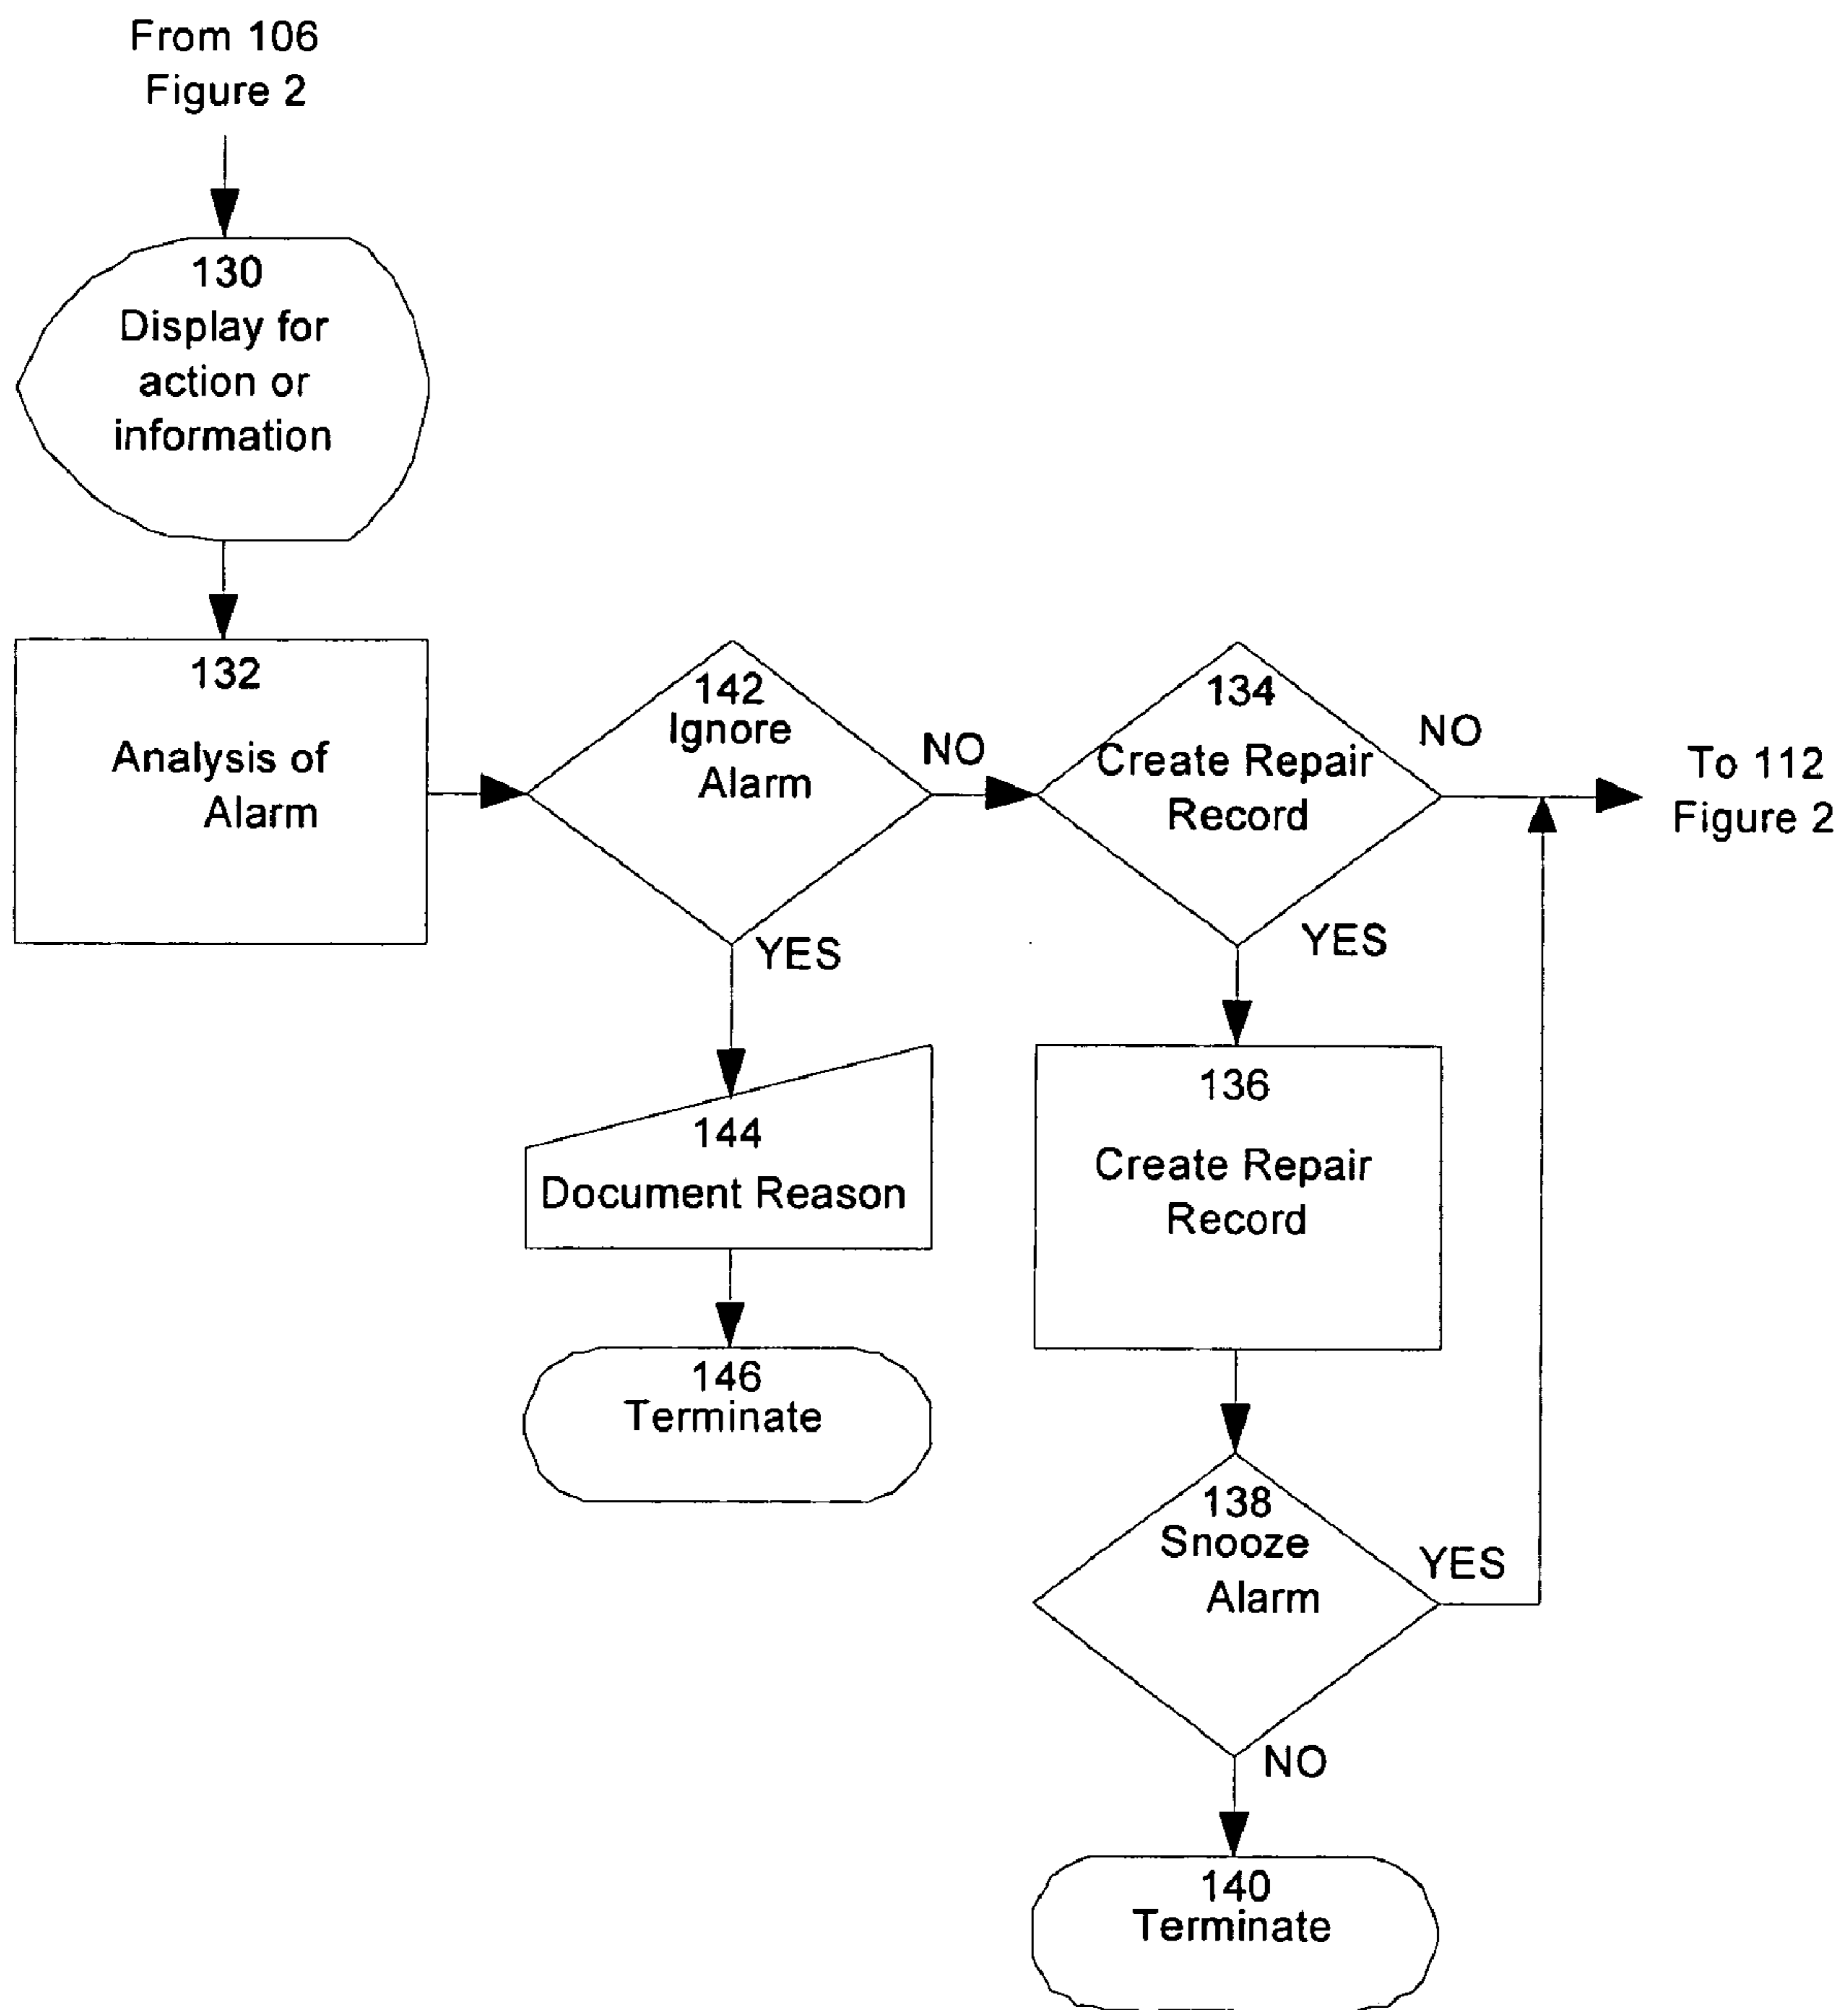 From 106
Figure 2
130
Display for
action or
information
132
Analysis of
Alarm
142
Ignore
Alarm
NO
YES
134
Create Repair
Record
NO
YES
To 112
Figure 2
144
Document Reason
146
Terminate
136
Create Repair
Record
138
Snooze
Alarm
YES
NO
140
Terminate